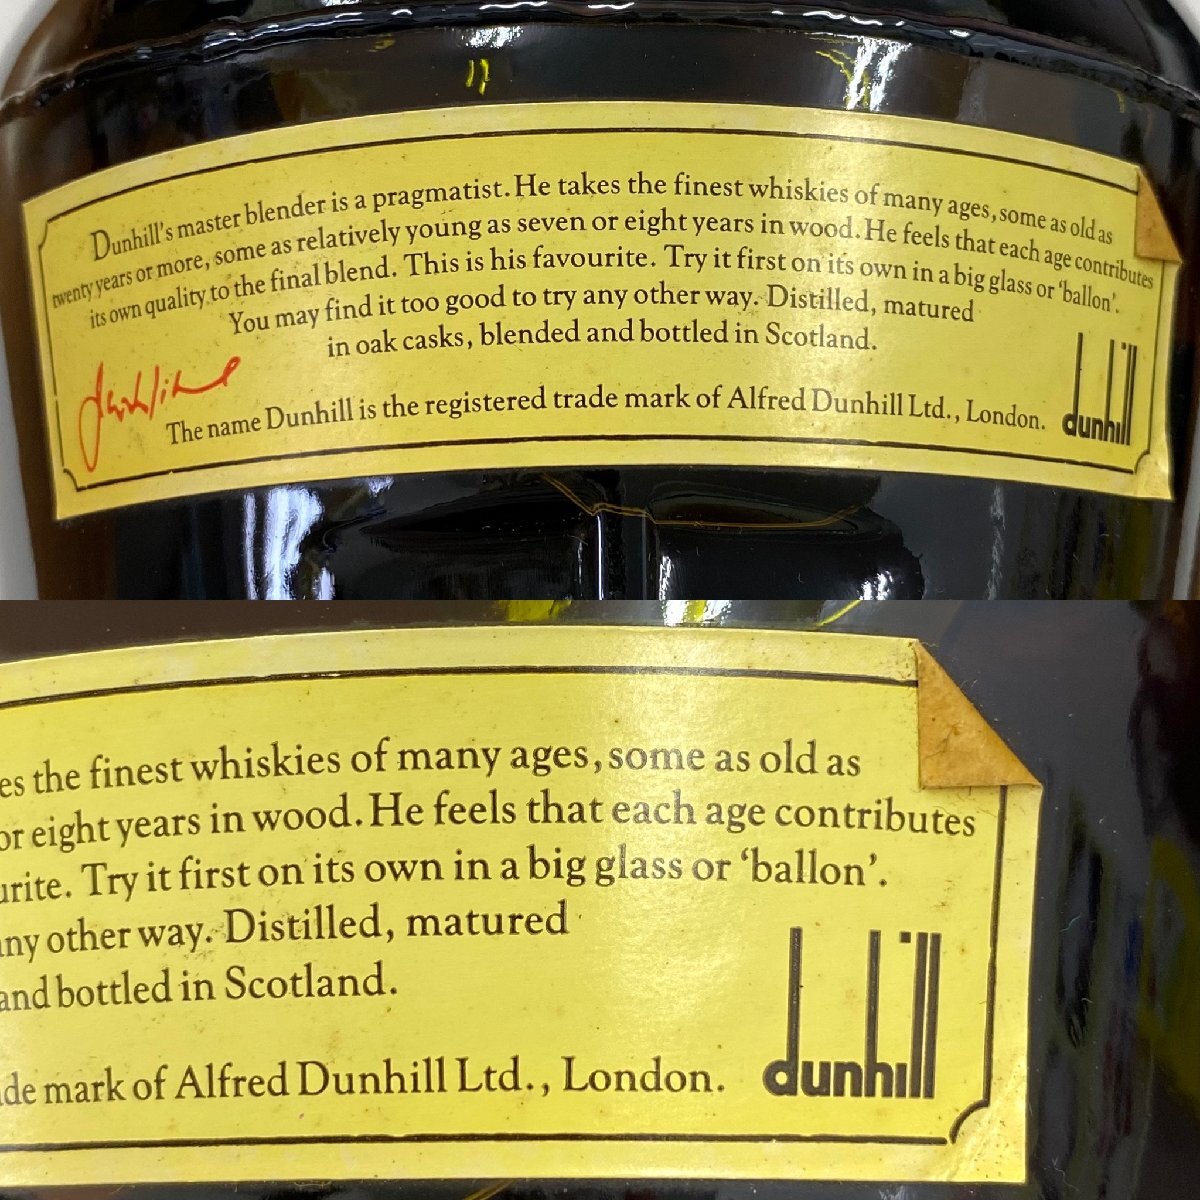 Dunhill's master blender is a pragmatist. He takes the finest whiskies of many ages, some as old as
twenty years or more, some as relatively young as seven or eight years in wood. He feels that each age contributes
its own quality to the final blend. This is his favourite. Try it first on its own in a big glass or 'ballon'.
You may find it too good to try any other way. Distilled, matured
in oak casks, blended and bottled in Scotland.
The name Dunhill is the registered trade mark of Alfred Dunhill Ltd., London.
dunhill
es the finest whiskies of many ages, some as old as
or eight years in wood. He feels that each age contributes
urite. Try it first on its own in a big glass or 'ballon'.
any other way. Distilled, matured
and bottled in Scotland.
de mark of Alfred Dunhill Ltd., London.
dunhill